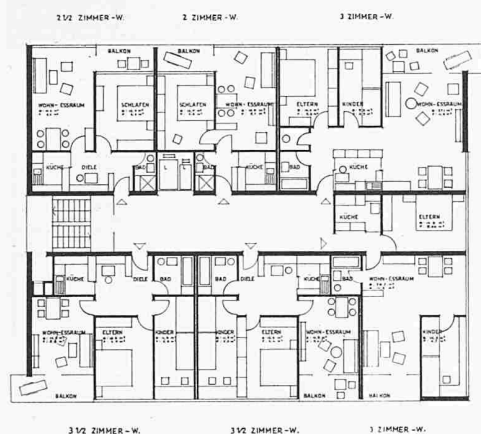 2 1/2 ZIMMER-W. 2 ZIMMER-W. 3 ZIMMER-W.
BALKON BALKON BALKON
WOHN-ESSRAUM SCHLAFEN SCHLAFEN WOHN-ESSRAUM ELTERN KINDER WOHN-ESSRAUM
KÜCHE DIELE BAD L BAD KÜCHE BAD KÜCHE
KÜCHE ELTERN
KÜCHE DIELE BAD BAD DIELE KÜCHE BAD WOHN-ESSRAUM
WOHN-ESSRAUM ELTERN KINDER KINDER ELTERN WOHN-ESSRAUM KINDER
BALKON BALKON BALKON
3 1/2 ZIMMER-W. 3 1/2 ZIMMER-W. 3 ZIMMER-W.